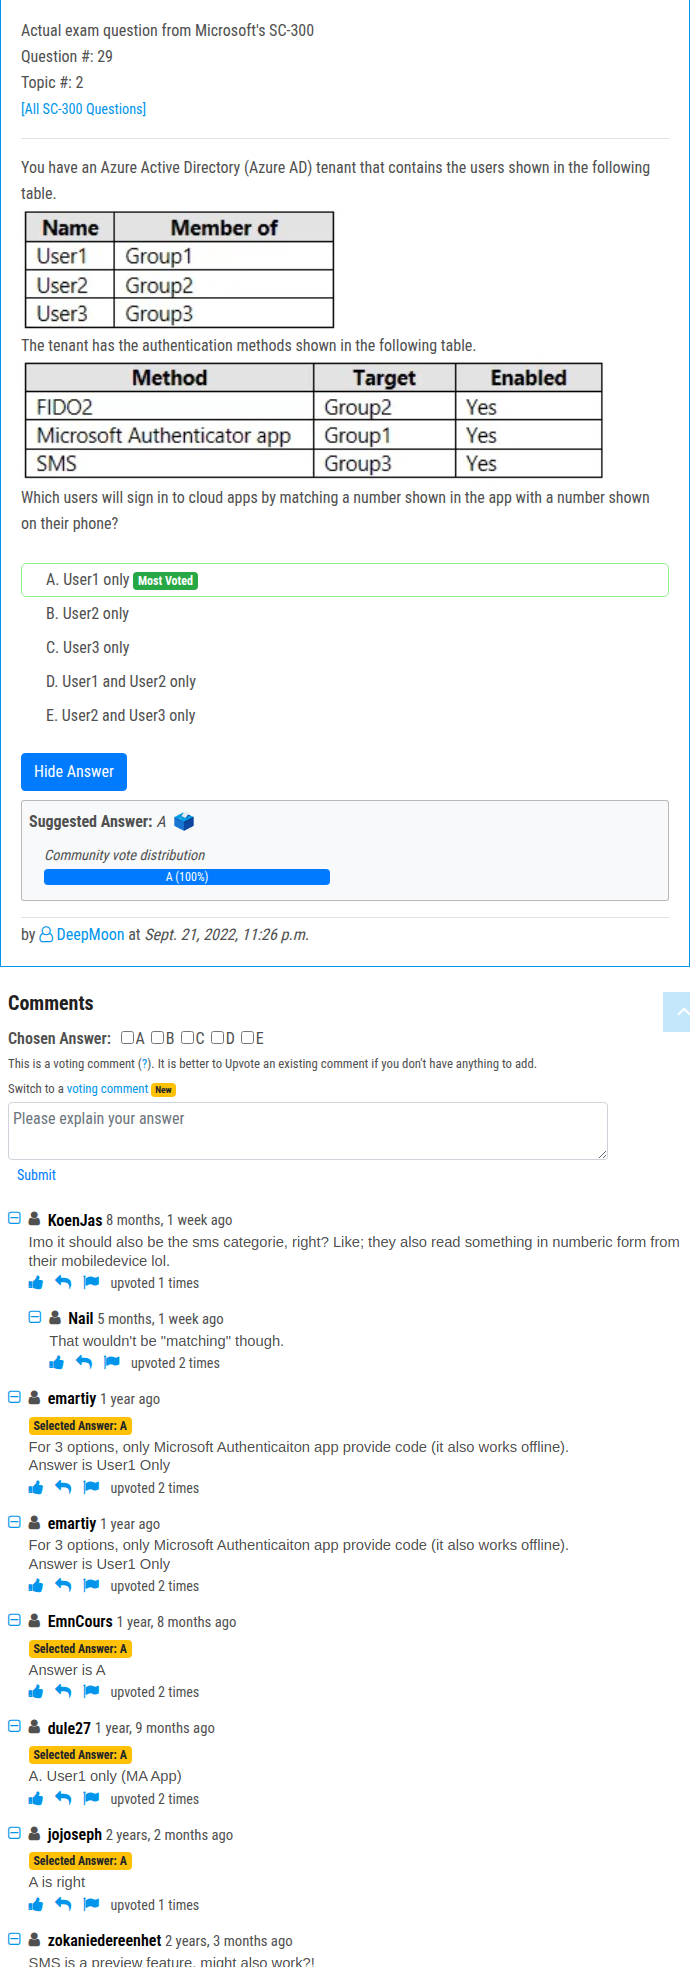 Actual exam question from Microsoft's SC-300
Question #: 29
Topic #: 2
[All SC-300 Questions]
You have an Azure Active Directory (Azure AD) tenant that contains the users shown in the following
table.
Name Member of
User1 Group1
User2 Group2
User3 Group3
The tenant has the authentication methods shown in the following table.
Method Target Enabled
FIDO2 Group2 Yes
Microsoft Authenticator app Group1 Yes
SMS Group3 Yes
Which users will sign in to cloud apps by matching a number shown in the app with a number shown
on their phone?
A. User1 only Most Voted
B. User2 only
C. User3 only
D. User1 and User2 only
E. User2 and User3 only
Hide Answer
Suggested Answer: A
Community vote distribution
A (100%)
by DeepMoon at Sept. 21, 2022, 11:26 p.m.
Comments
Chosen Answer: A B C D E
This is a voting comment (?). It is better to Upvote an existing comment if you don't have anything to add.
Switch to a voting comment New
Please explain your answer
Submit
KoenJas 8 months, 1 week ago
Imo it should also be the sms categorie, right? Like; they also read something in numberic form from
their mobiledevice lol.
upvoted 1 times
Nail 5 months, 1 week ago
That wouldn't be "matching" though.
upvoted 2 times
emartiy 1 year ago
Selected Answer: A
For 3 options, only Microsoft Authenticaiton app provide code (it also works offline).
Answer is User1 Only
upvoted 2 times
emartiy 1 year ago
For 3 options, only Microsoft Authenticaiton app provide code (it also works offline).
Answer is User1 Only
upvoted 2 times
EmnCours 1 year, 8 months ago
Selected Answer: A
Answer is A
upvoted 2 times
dule27 1 year, 9 months ago
Selected Answer: A
A. User1 only (MA App)
upvoted 2 times
jojoseph 2 years, 2 months ago
Selected Answer: A
A is right
upvoted 1 times
zokaniedereenhet 2 years, 3 months ago
SMS is a preview feature, might also work?!